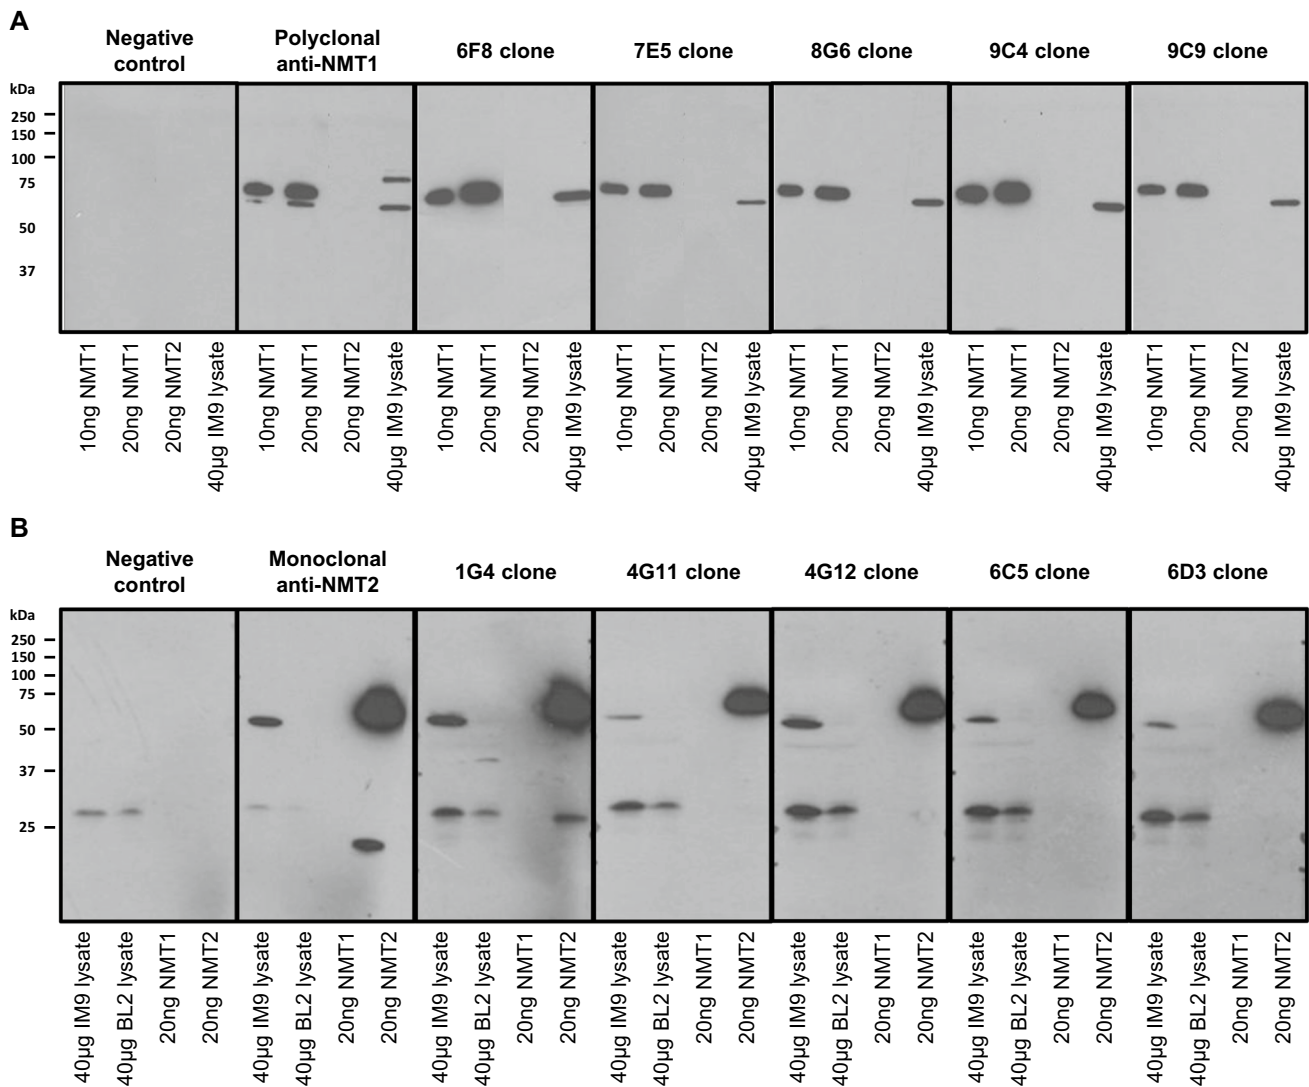 A
Negative
control
Polyclonal
anti-NMT1
6F8 clone
7E5 clone
8G6 clone
9C4 clone
9C9 clone
kDa
250
150
100
75
50
37
10ng NMT1
20ng NMT1
20ng NMT2
40µg IM9 lysate
10ng NMT1
20ng NMT1
20ng NMT2
40µg IM9 lysate
10ng NMT1
20ng NMT1
20ng NMT2
40µg IM9 lysate
10ng NMT1
20ng NMT1
20ng NMT2
40µg IM9 lysate
10ng NMT1
20ng NMT1
20ng NMT2
40µg IM9 lysate
10ng NMT1
20ng NMT1
20ng NMT2
40µg IM9 lysate
10ng NMT1
20ng NMT1
20ng NMT2
40µg IM9 lysate
B
Negative
control
Monoclonal
anti-NMT2
1G4 clone
4G11 clone
4G12 clone
6C5 clone
6D3 clone
kDa
250
150
100
75
50
37
25
40µg IM9 lysate
40µg BL2 lysate
20ng NMT1
20ng NMT2
40µg IM9 lysate
40µg BL2 lysate
20ng NMT1
20ng NMT2
40µg IM9 lysate
40µg BL2 lysate
20ng NMT1
20ng NMT2
40µg IM9 lysate
40µg BL2 lysate
20ng NMT1
20ng NMT2
40µg IM9 lysate
40µg BL2 lysate
20ng NMT1
20ng NMT2
40µg IM9 lysate
40µg BL2 lysate
20ng NMT1
20ng NMT2
40µg IM9 lysate
40µg BL2 lysate
20ng NMT1
20ng NMT2